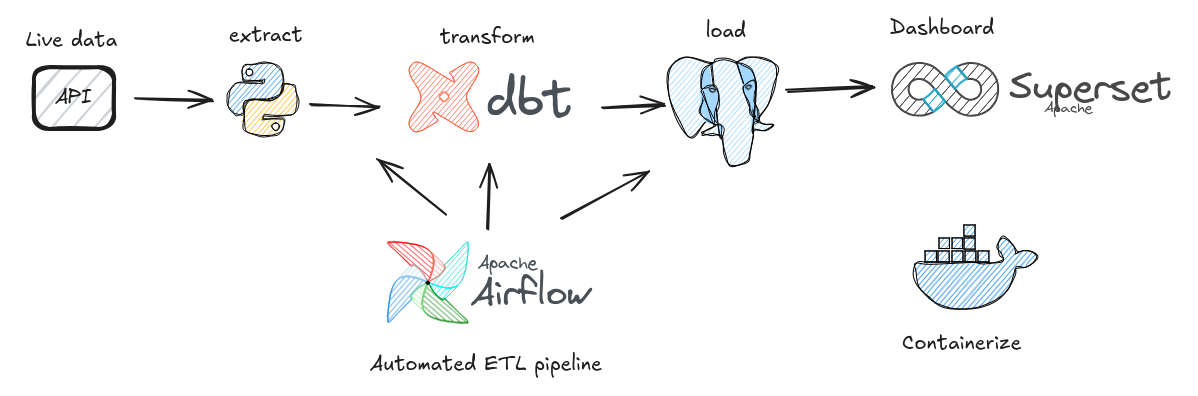 Live data
API
extract
transform
dbt
load
Dashboard
Superset
Apache
Apache
Airflow
Automated ETL pipeline
Containerize